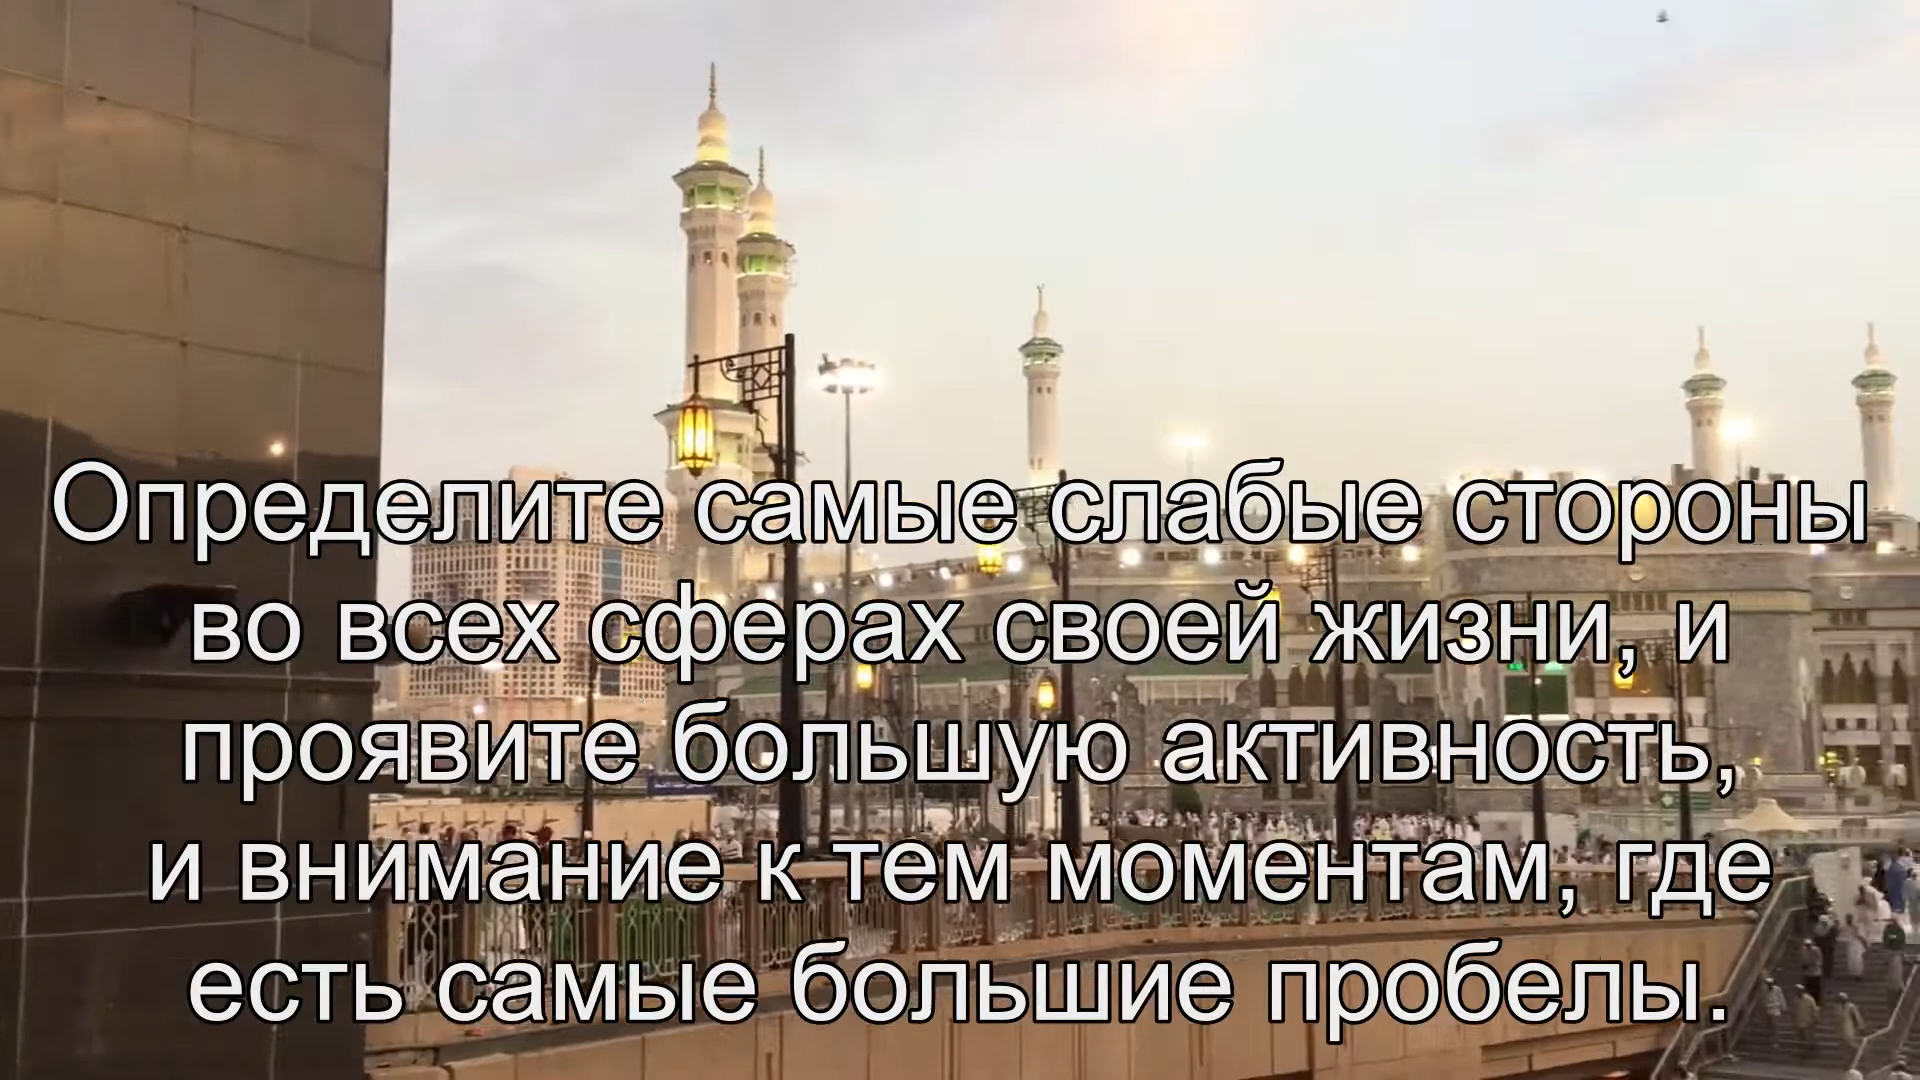 Определите самые слабые стороны
во всех сферах своей жизни, и
проявите большую активность,
и внимание к тем моментам, где
есть самые большие пробелы.